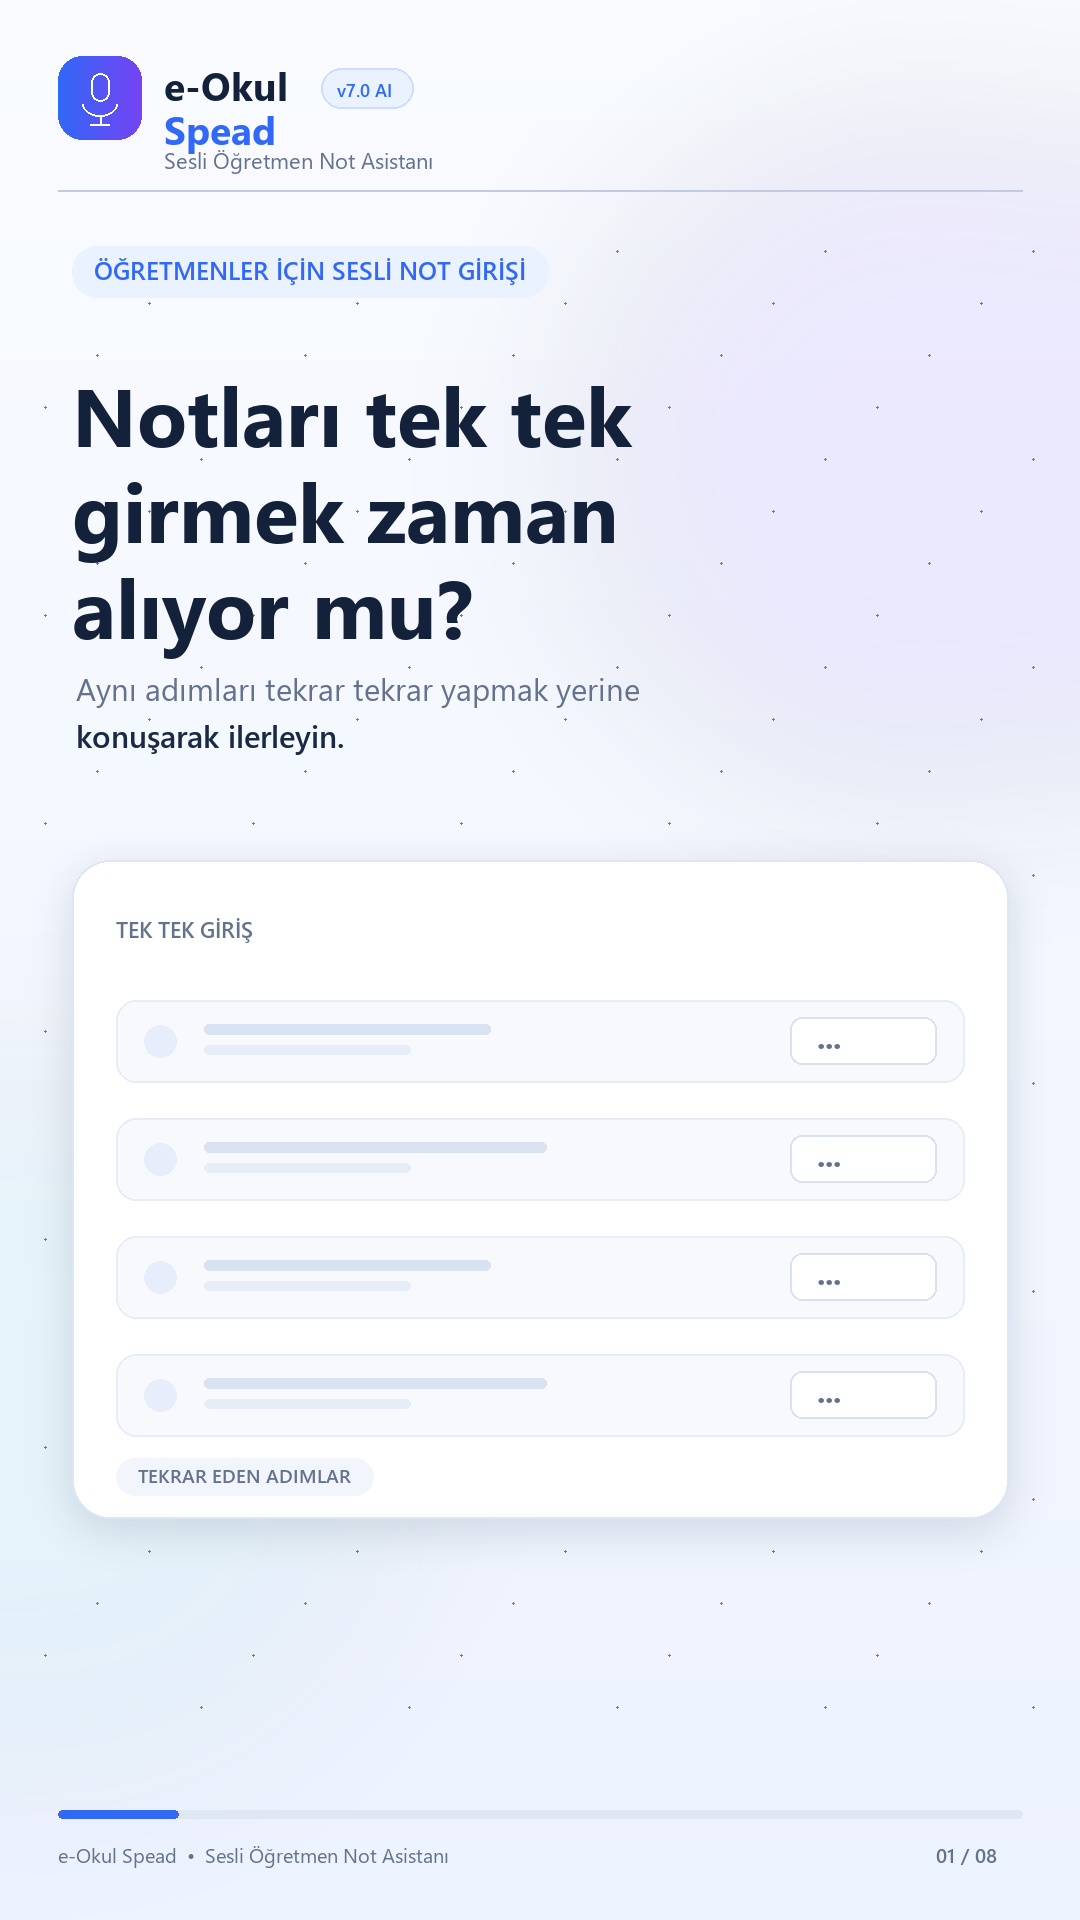 e-Okul
v7.0 AI
Spead
Sesli Öğretmen Not Asistanı
ÖĞRETMENLER İÇİN SESLİ NOT GİRİŞİ
Notları tek tek
girmek zaman
alıyor mu?
Aynı adımları tekrar tekrar yapmak yerine
konuşarak ilerleyin.
TEK TEK GİRİŞ
...
...
...
...
TEKRAR EDEN ADIMLAR
e-Okul Spead • Sesli Öğretmen Not Asistanı
01 / 08